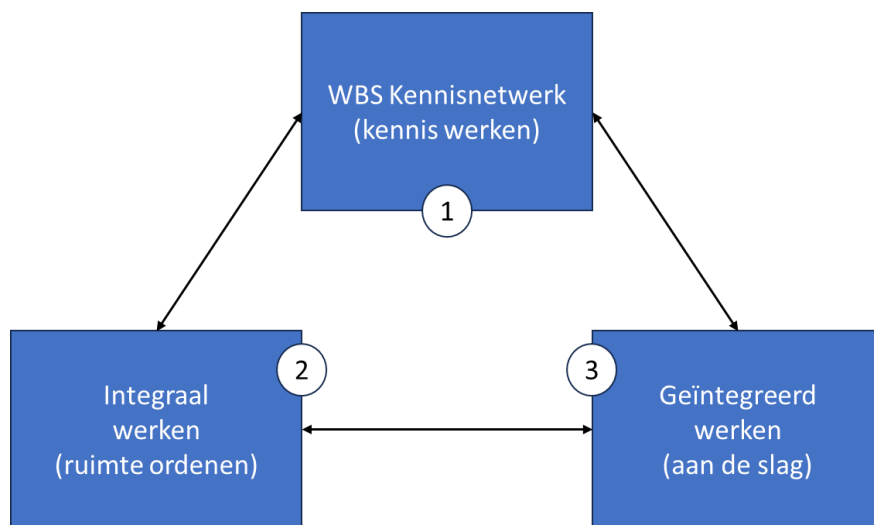 WBS Kennisnetwerk
(kennis werken)
1
Integraal
werken
(ruimte ordenen)
2
3
Geïntegreerd
werken
(aan de slag)